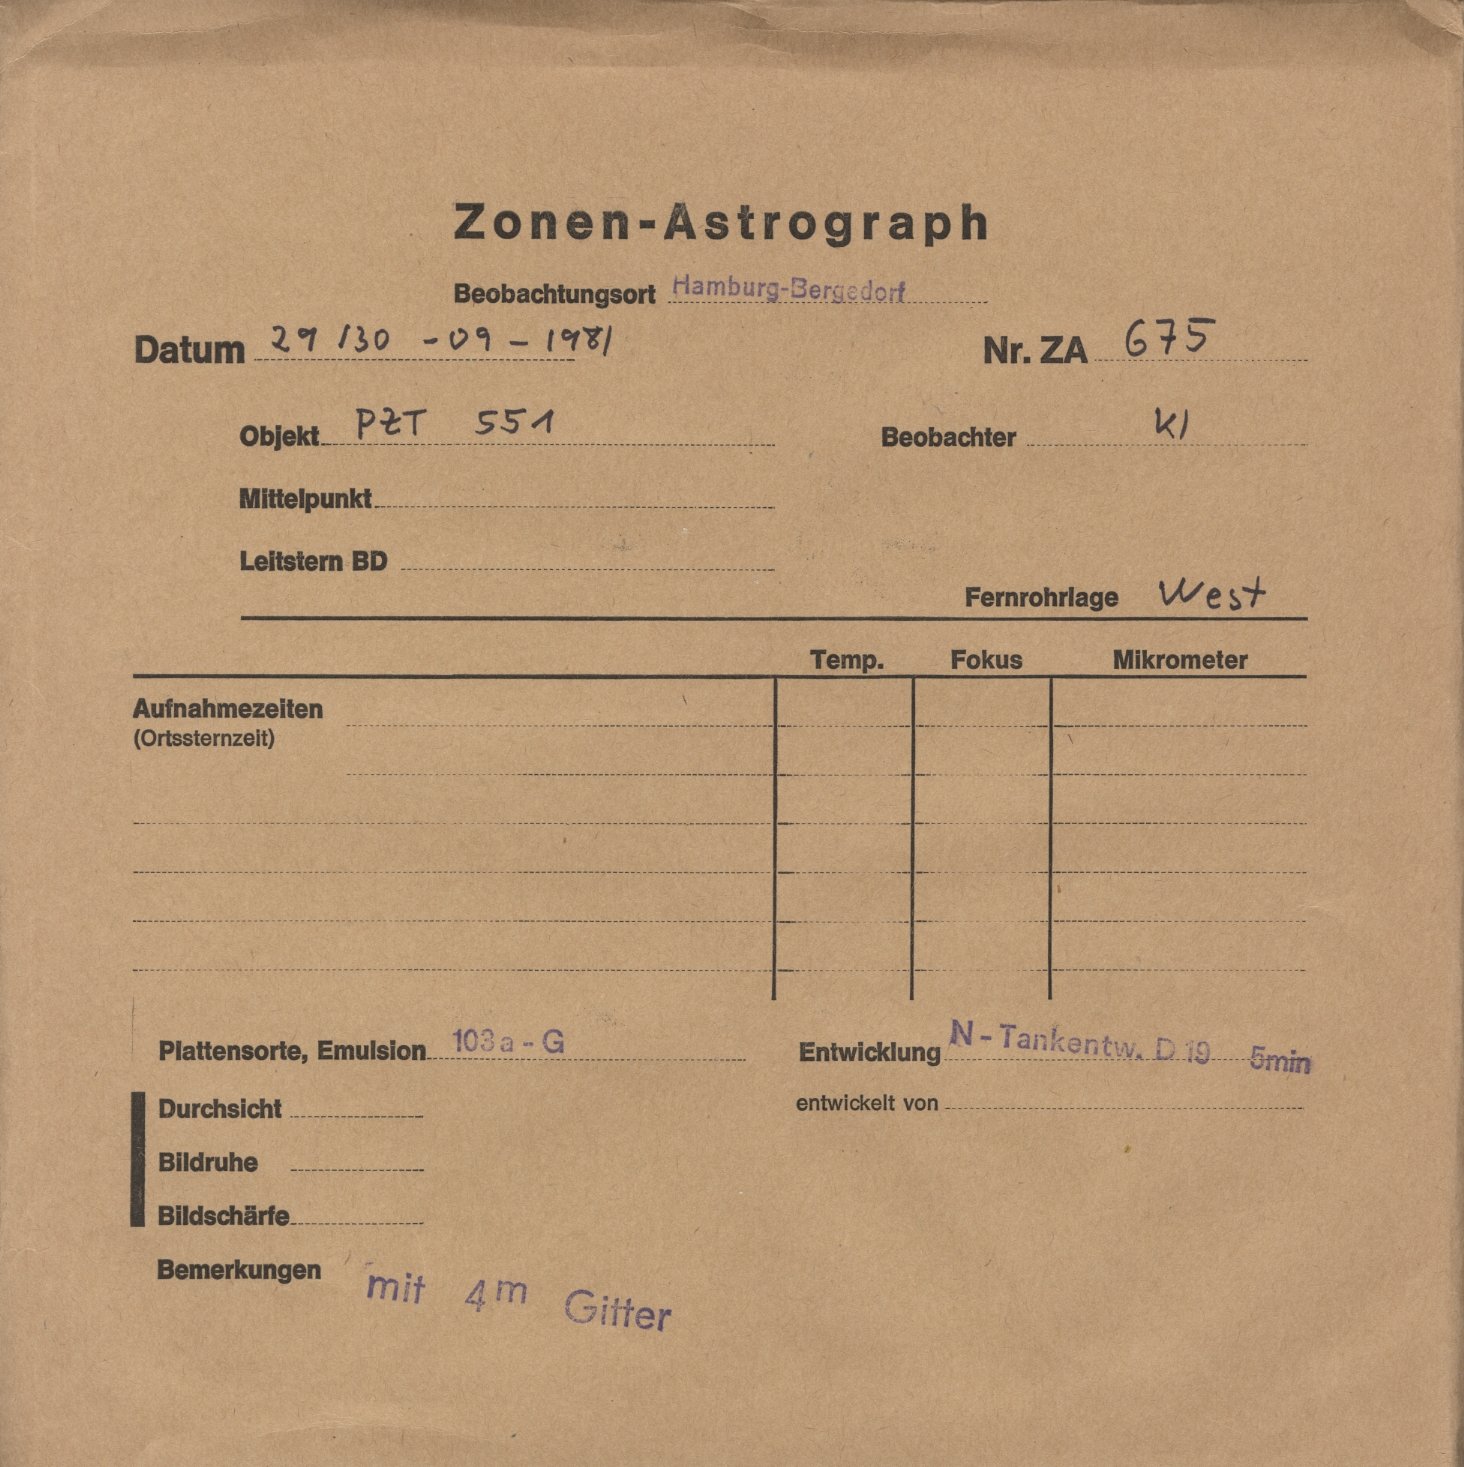 Zonen-Astrograph
Beobachtungsort Hamburg-Bergedorf
Datum 29/30 -09-1981 Nr. ZA 675
Objekt PZT 551 Beobachter Kl
Mittelpunkt
Leitstern BD
Fernrohrlage West
Temp. Fokus Mikrometer
Aufnahmezeiten
(Ortssternzeit)
Plattensorte, Emulsion 103a-G Entwicklung N-Tankentw. D19 5min
Durchsicht entwickelt von
Bildruhe
Bildschärfe
Bemerkungen mit 4m Gitter